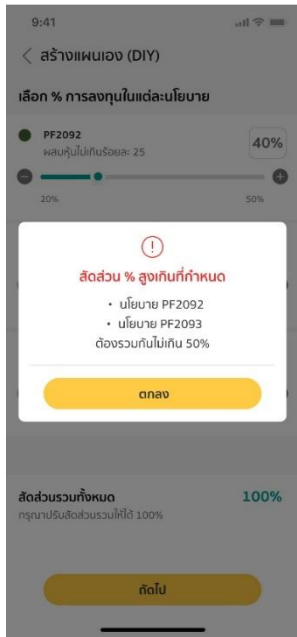 9:41
สร้างแผนเอง (DIY)
เลือก % การลงทุนในแต่ละนโยบาย
PF2092
ผสมหุ้นไม่เกินร้อยละ 25
40%
20%
50%
สัดส่วน % สูงเกินที่กำหนด
• นโยบาย PF2092
• นโยบาย PF2093
ต้องรวมกันไม่เกิน 50%
ตกลง
สัดส่วนรวมทั้งหมด
100%
กรุณาปรับสัดส่วนรวมให้ได้ 100%
ถัดไป